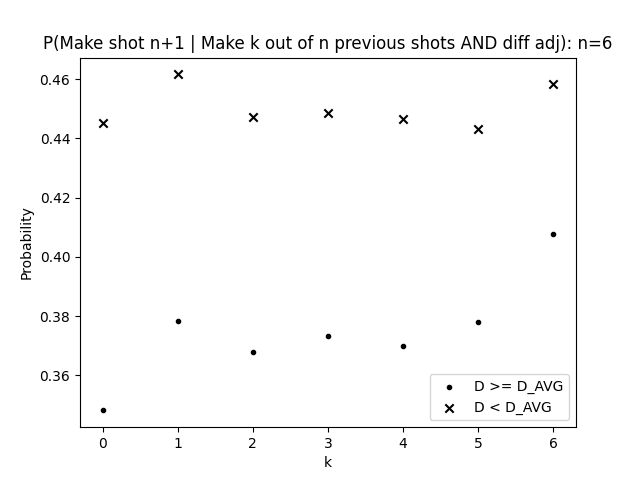 P(Make shot n+1 | Make k out of n previous shots AND diff adj): n=6
0.46
0.44
0.42
0.40
0.38
0.36
Probability
D >= D_AVG
D < D_AVG
0 1 2 3 4 5 6
k